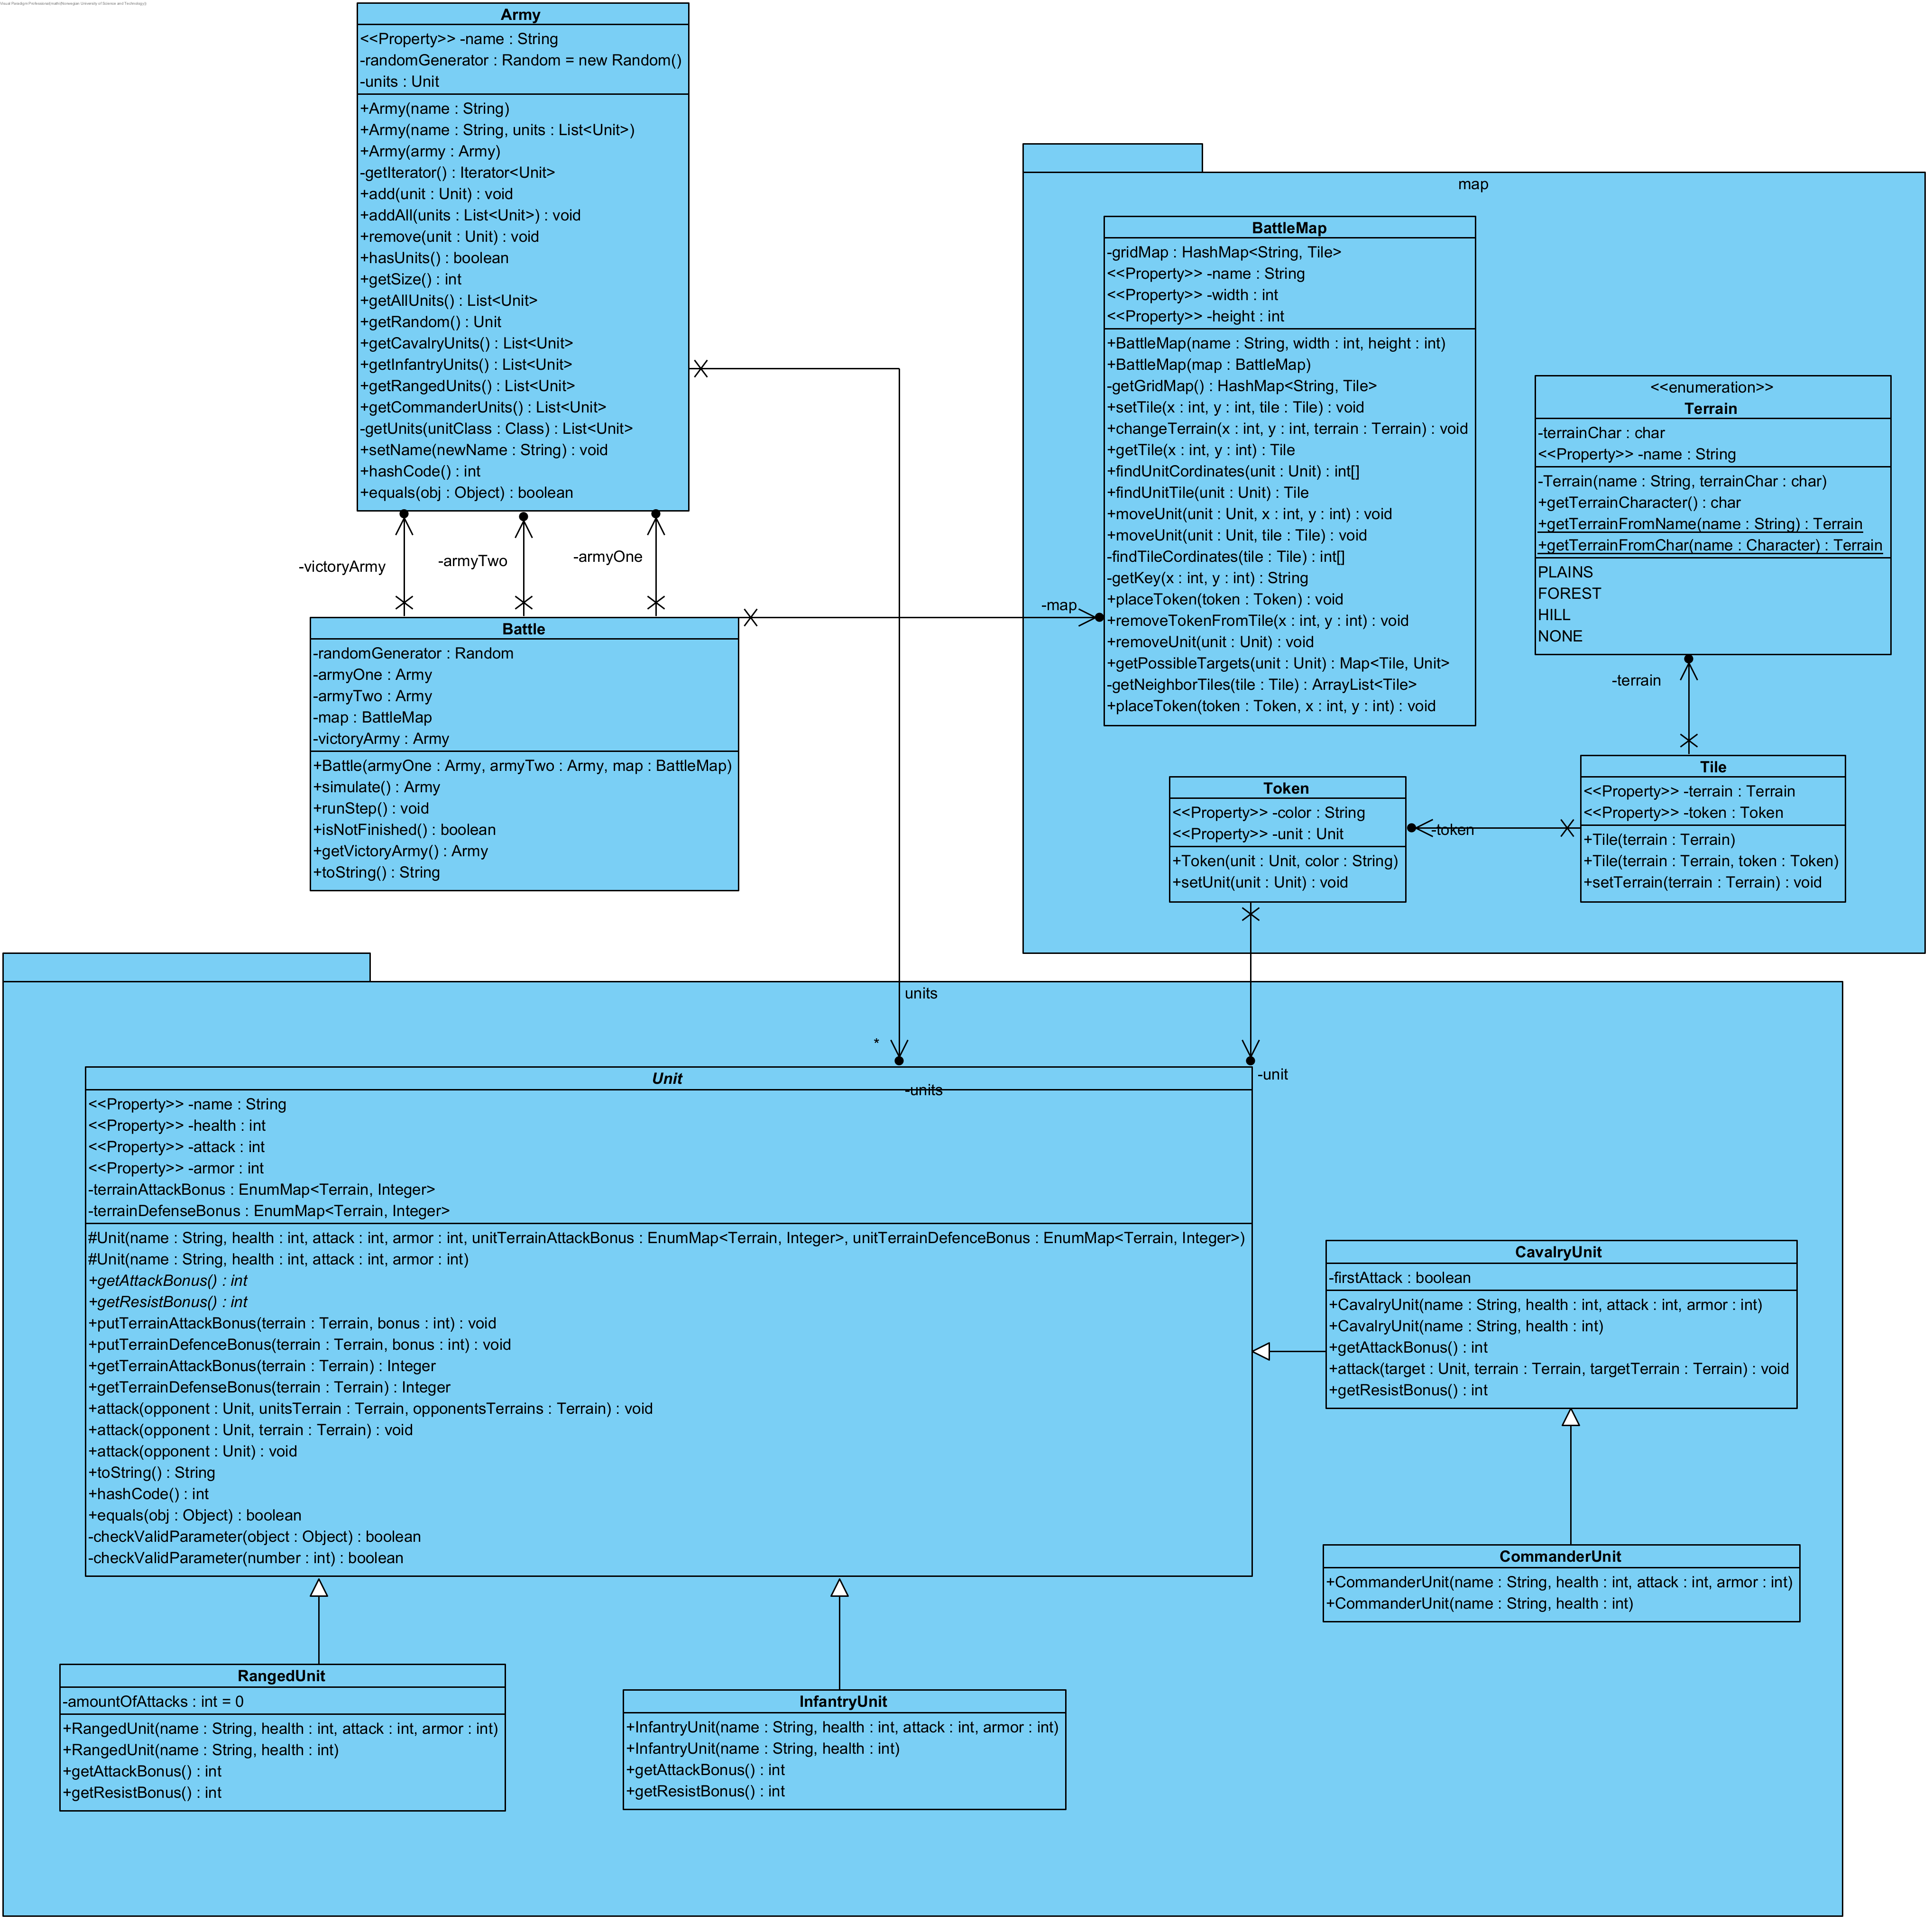 Visual Paradigm Professional(mathi(Norwegian University of Science and Technology))
Army
<<Property>> -name : String
-randomGenerator : Random = new Random()
-units : Unit
+Army(name : String)
+Army(name : String, units : List<Unit>)
+Army(army : Army)
-getIterator() : Iterator<Unit>
+add(unit : Unit) : void
+addAll(units : List<Unit>) : void
+remove(unit : Unit) : void
+hasUnits() : boolean
+getSize() : int
+getAllUnits() : List<Unit>
+getRandom() : Unit
+getCavalryUnits() : List<Unit>
+getInfantryUnits() : List<Unit>
+getRangedUnits() : List<Unit>
+getCommanderUnits() : List<Unit>
-getUnits(unitClass : Class) : List<Unit>
+setName(newName : String) : void
+hashCode() : int
+equals(obj : Object) : boolean
-victoryArmy
-armyTwo
-armyOne
Battle
-randomGenerator : Random
-armyOne : Army
-armyTwo : Army
-map : BattleMap
-victoryArmy : Army
+Battle(armyOne : Army, armyTwo : Army, map : BattleMap)
+simulate() : Army
+runStep() : void
+isNotFinished() : boolean
+getVictoryArmy() : Army
+toString() : String
-map
map
BattleMap
-gridMap : HashMap<String, Tile>
<<Property>> -name : String
<<Property>> -width : int
<<Property>> -height : int
+BattleMap(name : String, width : int, height : int)
+BattleMap(map : BattleMap)
-getGridMap() : HashMap<String, Tile>
+setTile(x : int, y : int, tile : Tile) : void
+changeTerrain(x : int, y : int, terrain : Terrain) : void
+getTile(x : int, y : int) : Tile
+findUnitCordinates(unit : Unit) : int[]
+findUnitTile(unit : Unit) : Tile
+moveUnit(unit : Unit, x : int, y : int) : void
+moveUnit(unit : Unit, tile : Tile) : void
-findTileCordinates(tile : Tile) : int[]
-getKey(x : int, y : int) : String
+placeToken(token : Token) : void
+removeTokenFromTile(x : int, y : int) : void
+removeUnit(unit : Unit) : void
+getPossibleTargets(unit : Unit) : Map<Tile, Unit>
-getNeighborTiles(tile : Tile) : ArrayList<Tile>
+placeToken(token : Token, x : int, y : int) : void
<<enumeration>>
Terrain
-terrainChar : char
<<Property>> -name : String
-Terrain(name : String, terrainChar : char)
+getTerrainCharacter() : char
+getTerrainFromName(name : String) : Terrain
+getTerrainFromChar(name : Character) : Terrain
PLAINS
FOREST
HILL
NONE
-terrain
Tile
<<Property>> -terrain : Terrain
<<Property>> -token : Token
+Tile(terrain : Terrain)
+Tile(terrain : Terrain, token : Token)
+setTerrain(terrain : Terrain) : void
-token
Token
<<Property>> -color : String
<<Property>> -unit : Unit
+Token(unit : Unit, color : String)
+setUnit(unit : Unit) : void
units
*
-units
-unit
Unit
<<Property>> -name : String
<<Property>> -health : int
<<Property>> -attack : int
<<Property>> -armor : int
-terrainAttackBonus : EnumMap<Terrain, Integer>
-terrainDefenseBonus : EnumMap<Terrain, Integer>
#Unit(name : String, health : int, attack : int, armor : int, unitTerrainAttackBonus : EnumMap<Terrain, Integer>, unitTerrainDefenceBonus : EnumMap<Terrain, Integer>)
#Unit(name : String, health : int, attack : int, armor : int)
+getAttackBonus() : int
+getResistBonus() : int
+putTerrainAttackBonus(terrain : Terrain, bonus : int) : void
+putTerrainDefenceBonus(terrain : Terrain, bonus : int) : void
+getTerrainAttackBonus(terrain : Terrain) : Integer
+getTerrainDefenseBonus(terrain : Terrain) : Integer
+attack(opponent : Unit, unitsTerrain : Terrain, opponentsTerrains : Terrain) : void
+attack(opponent : Unit, terrain : Terrain) : void
+attack(opponent : Unit) : void
+toString() : String
+hashCode() : int
+equals(obj : Object) : boolean
-checkValidParameter(object : Object) : boolean
-checkValidParameter(number : int) : boolean
CavalryUnit
-firstAttack : boolean
+CavalryUnit(name : String, health : int, attack : int, armor : int)
+CavalryUnit(name : String, health : int)
+getAttackBonus() : int
+attack(target : Unit, terrain : Terrain, targetTerrain : Terrain) : void
+getResistBonus() : int
CommanderUnit
+CommanderUnit(name : String, health : int, attack : int, armor : int)
+CommanderUnit(name : String, health : int)
RangedUnit
-amountOfAttacks : int = 0
+RangedUnit(name : String, health : int, attack : int, armor : int)
+RangedUnit(name : String, health : int)
+getAttackBonus() : int
+getResistBonus() : int
InfantryUnit
+InfantryUnit(name : String, health : int, attack : int, armor : int)
+InfantryUnit(name : String, health : int)
+getAttackBonus() : int
+getResistBonus() : int